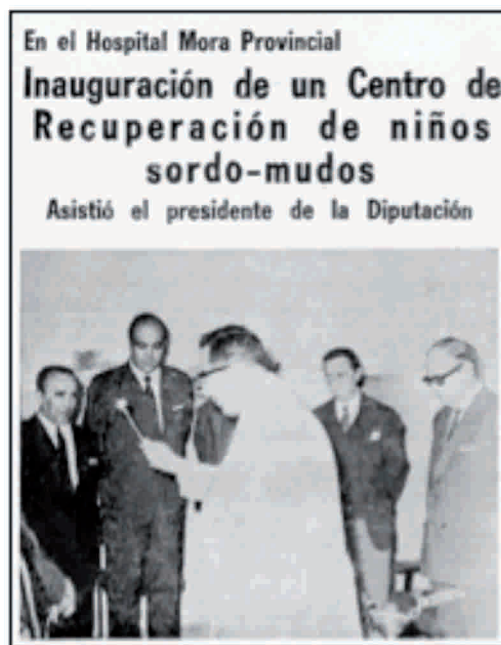 En el Hospital Mora Provincial
Inauguración de un Centro de
Recuperación de niños
sordo-mudos
Asistió el presidente de la Diputación